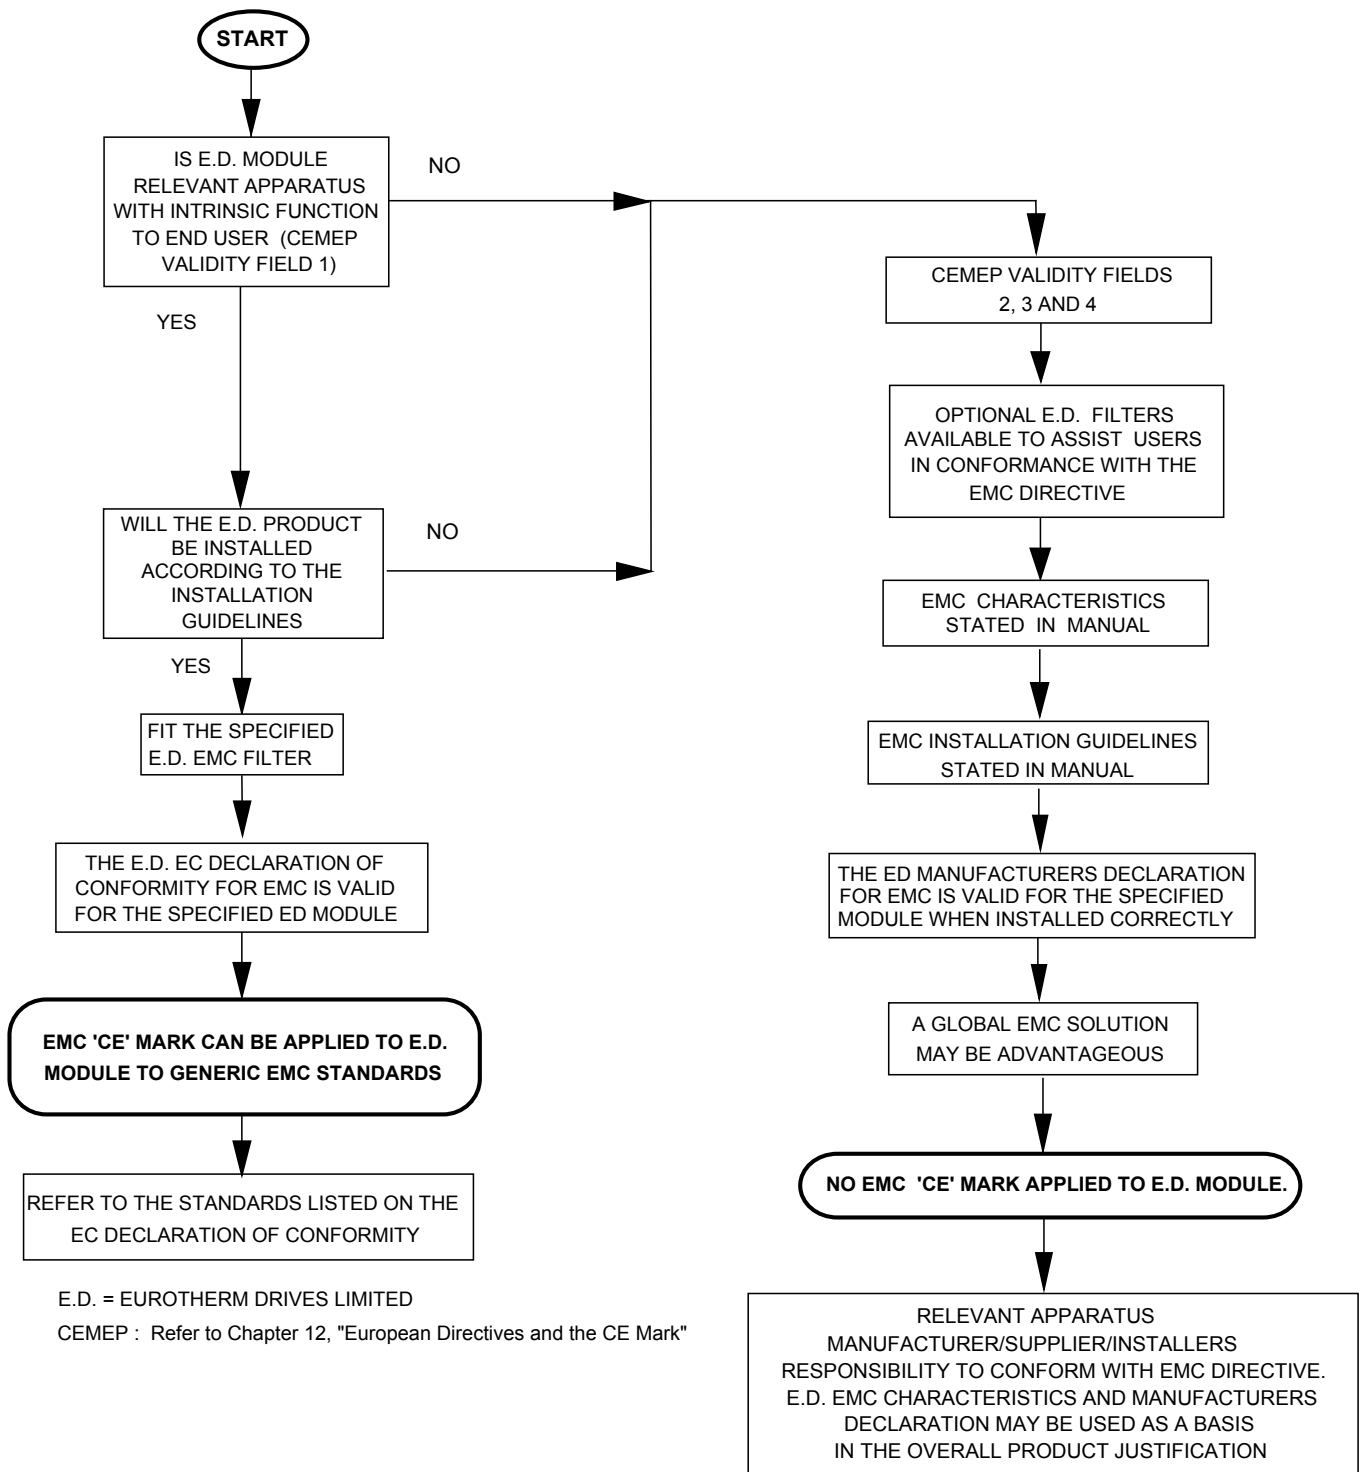 START
IS E.D. MODULE
RELEVANT APPARATUS
WITH INTRINSIC FUNCTION
TO END USER (CEMEP
VALIDITY FIELD 1)
NO
YES
WILL THE E.D. PRODUCT
BE INSTALLED
ACCORDING TO THE
INSTALLATION
GUIDELINES
NO
YES
FIT THE SPECIFIED
E.D. EMC FILTER
THE E.D. EC DECLARATION OF
CONFORMITY FOR EMC IS VALID
FOR THE SPECIFIED ED MODULE
EMC 'CE' MARK CAN BE APPLIED TO E.D.
MODULE TO GENERIC EMC STANDARDS
REFER TO THE STANDARDS LISTED ON THE
EC DECLARATION OF CONFORMITY
CEMEP VALIDITY FIELDS
2, 3 AND 4
OPTIONAL E.D. FILTERS
AVAILABLE TO ASSIST USERS
IN CONFORMANCE WITH THE
EMC DIRECTIVE
EMC CHARACTERISTICS
STATED IN MANUAL
EMC INSTALLATION GUIDELINES
STATED IN MANUAL
THE ED MANUFACTURERS DECLARATION
FOR EMC IS VALID FOR THE SPECIFIED
MODULE WHEN INSTALLED CORRECTLY
A GLOBAL EMC SOLUTION
MAY BE ADVANTAGEOUS
NO EMC 'CE' MARK APPLIED TO E.D. MODULE.
RELEVANT APPARATUS
MANUFACTURER/SUPPLIER/INSTALLERS
RESPONSIBILITY TO CONFORM WITH EMC DIRECTIVE.
E.D. EMC CHARACTERISTICS AND MANUFACTURERS
DECLARATION MAY BE USED AS A BASIS
IN THE OVERALL PRODUCT JUSTIFICATION
E.D. = EUROTHERM DRIVES LIMITED
CEMEP : Refer to Chapter 12, "European Directives and the CE Mark"